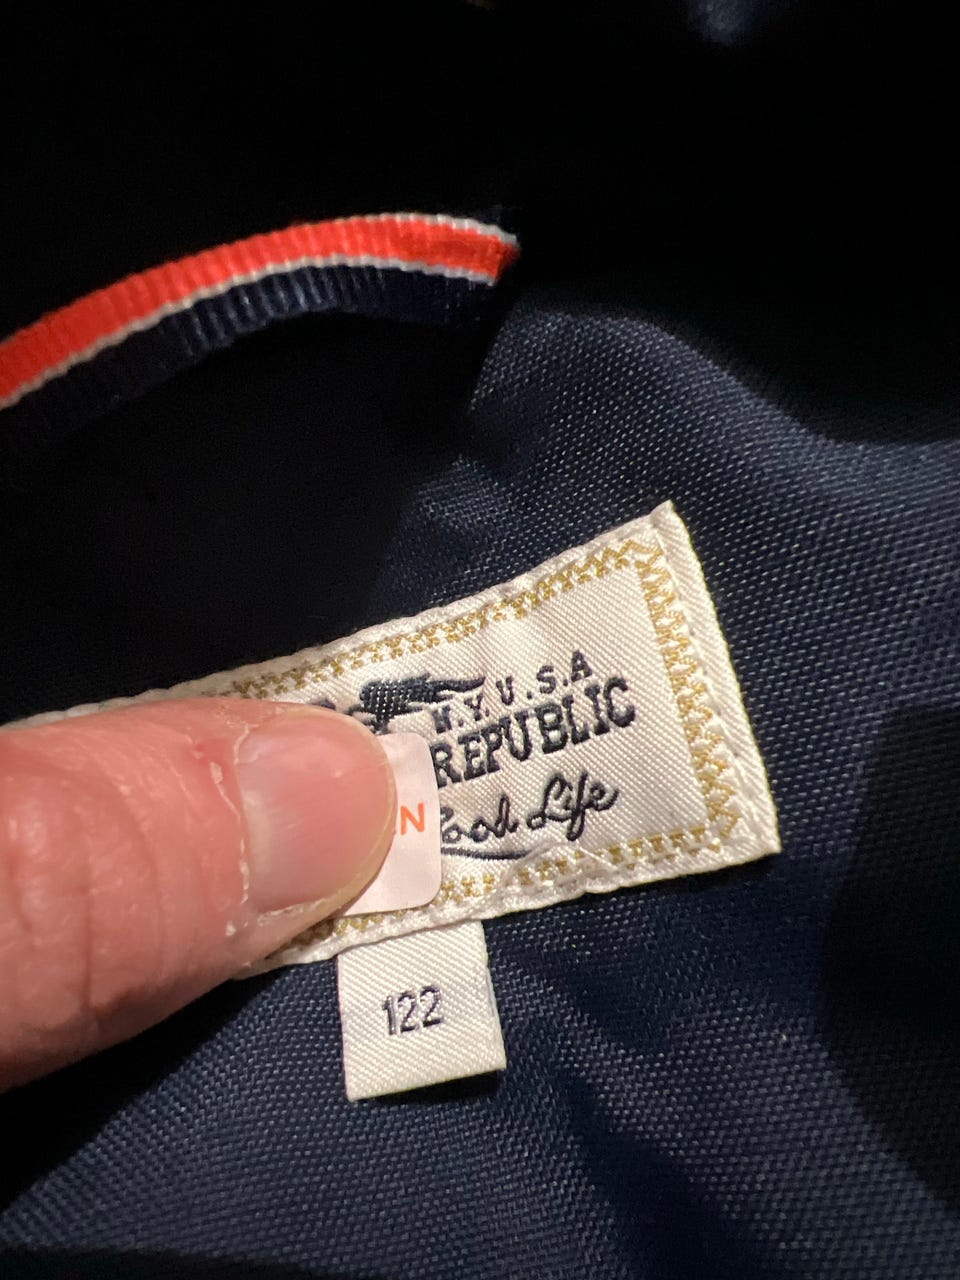 N.Y. U.S.A
REPUBLIC
Life
122